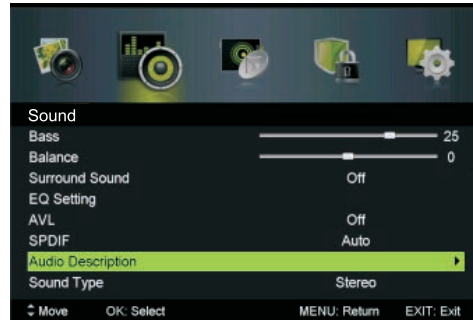 Sound
Bass 25
Balance 0
Surround Sound Off
EQ Setting
AVL Off
SPDIF Auto
Audio Description
Sound Type Stereo
Move OK: Select MENU: Return EXIT: Exit